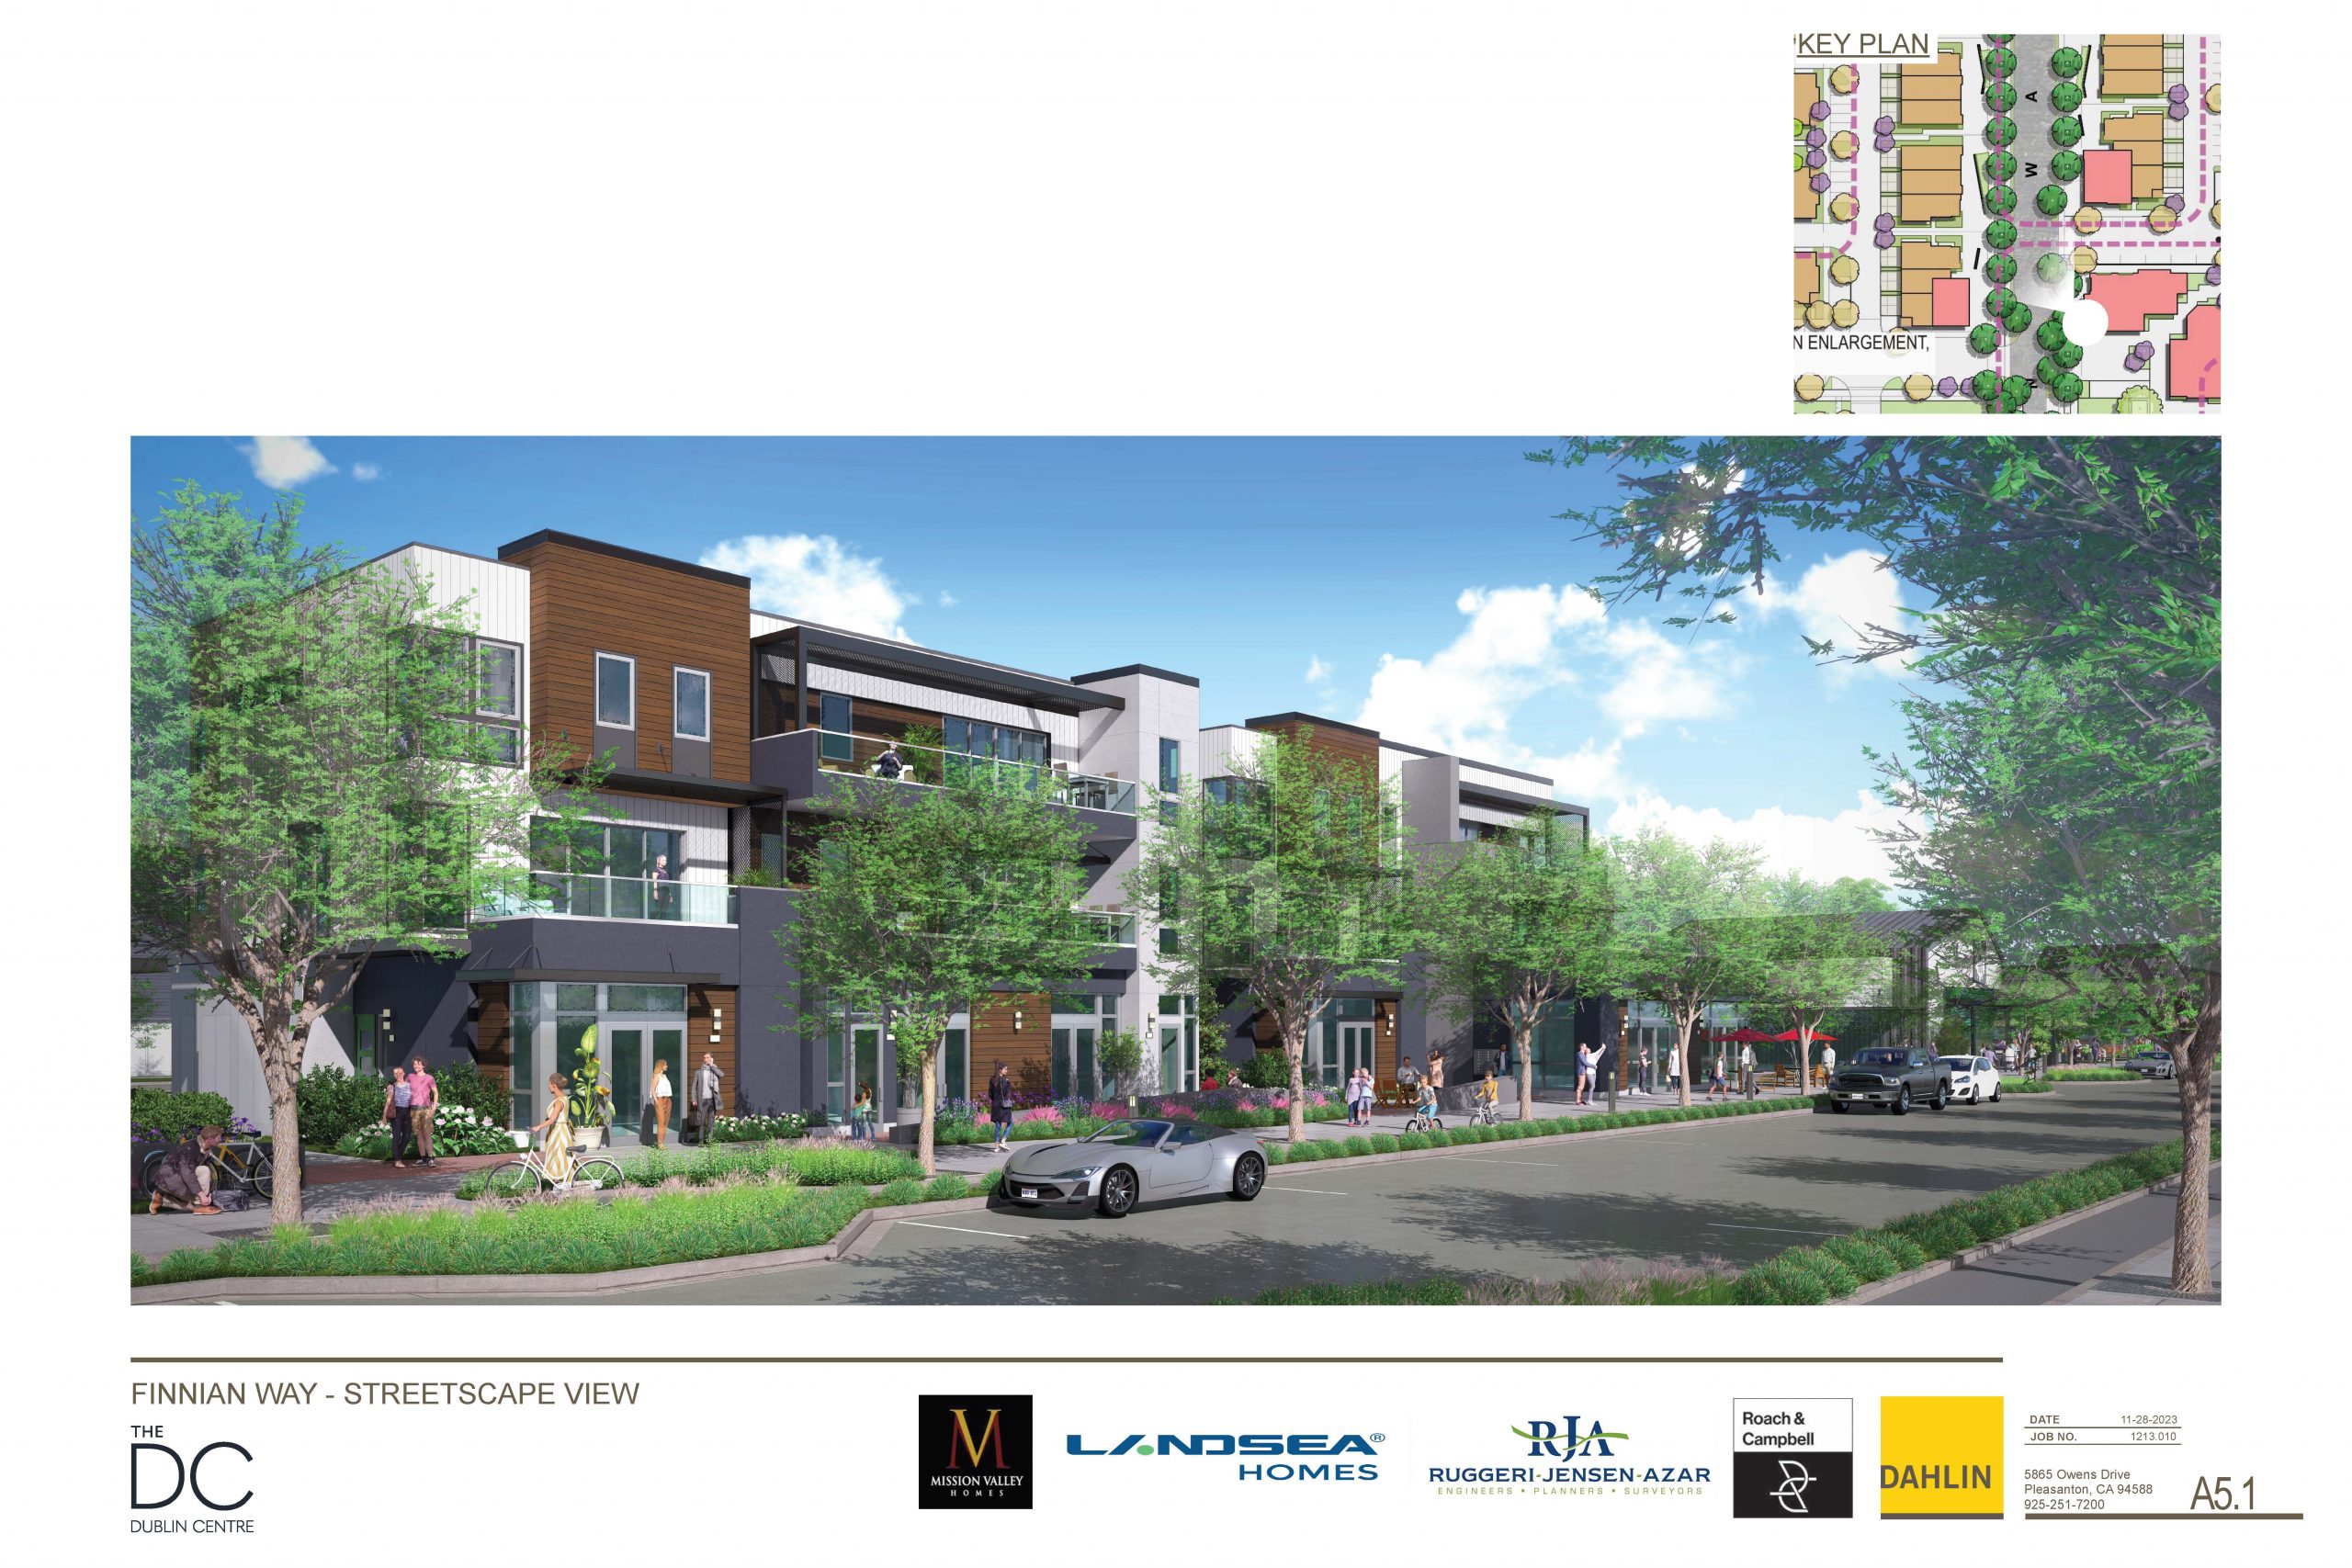 KEY PLAN
A
W
N
N ENLARGEMENT,
FINNIAN WAY - STREETSCAPE VIEW
THE
DC
DUBLIN CENTRE
MV
MISSION VALLEY
HOMES
LANDSEA®
HOMES
RJA
RUGGERI-JENSEN-AZAR
ENGINEERS • PLANNERS • SURVEYORS
Roach &
Campbell
DAHLIN
DATE 11-28-2023
JOB NO. 1213.010
5865 Owens Drive
Pleasanton, CA 94588
925-251-7200
A5.1